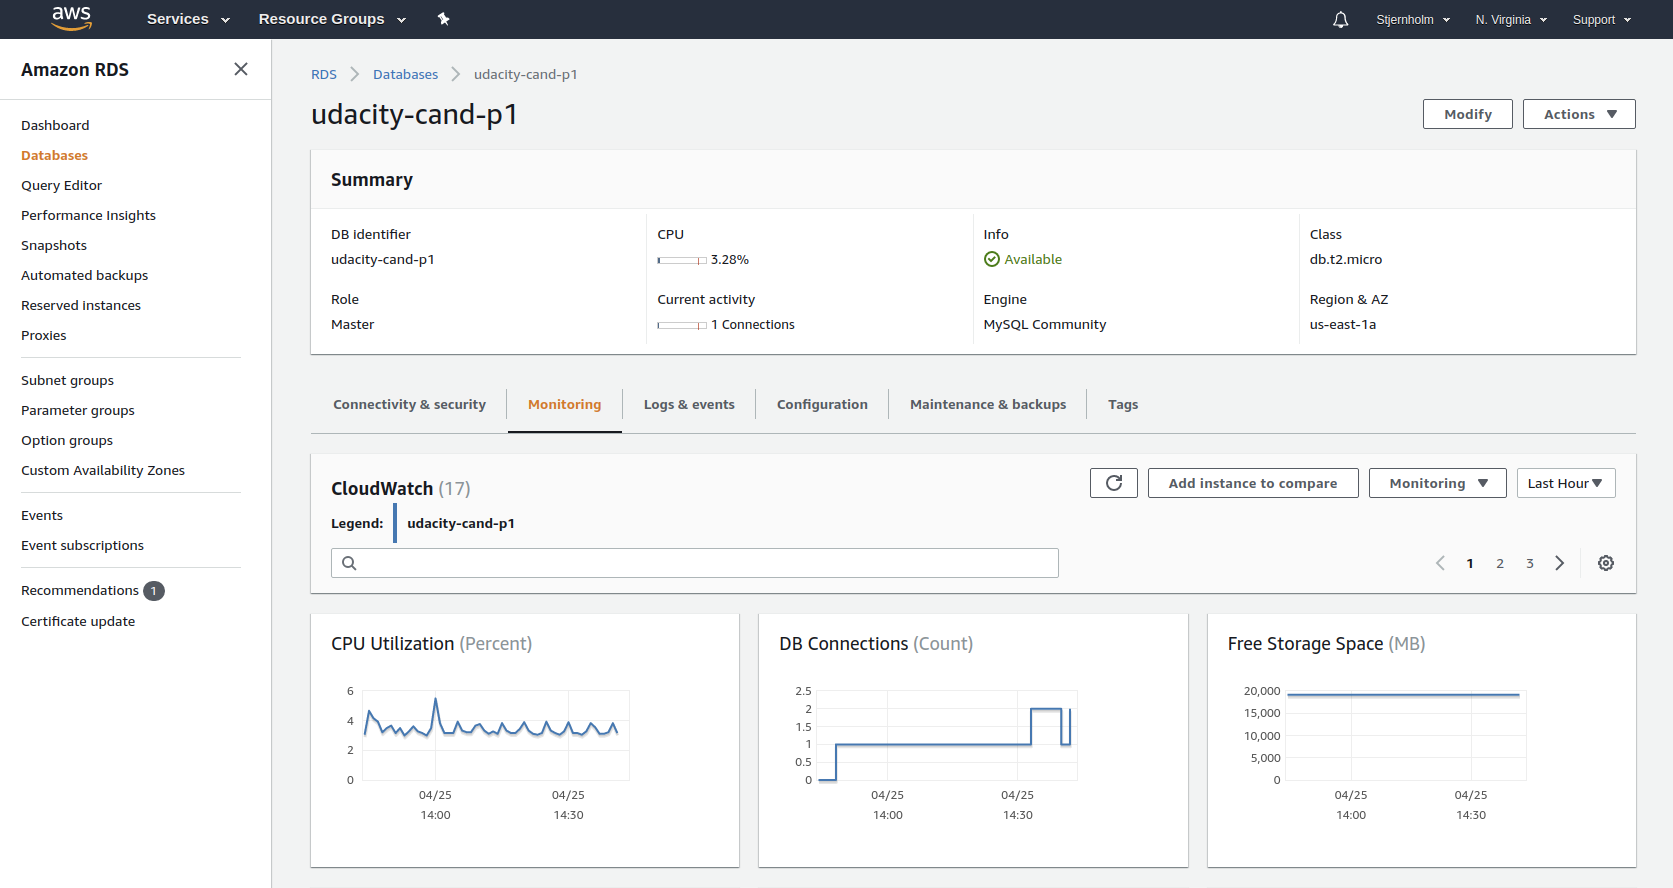 aws Services Resource Groups Stjernholm N. Virginia Support
Amazon RDS
Dashboard
Databases
Query Editor
Performance Insights
Snapshots
Automated backups
Reserved instances
Proxies
Subnet groups
Parameter groups
Option groups
Custom Availability Zones
Events
Event subscriptions
Recommendations 1
Certificate update
RDS Databases udacity-cand-p1
udacity-cand-p1
Modify Actions
Summary
DB identifier CPU Info Class
udacity-cand-p1 3.28% Available db.t2.micro
Role Current activity Engine Region & AZ
Master 1 Connections MySQL Community us-east-1a
Connectivity & security Monitoring Logs & events Configuration Maintenance & backups Tags
CloudWatch (17) Add instance to compare Monitoring Last Hour
Legend: udacity-cand-p1
1 2 3
CPU Utilization (Percent)
6
4
2
0
04/25 04/25
14:00 14:30
DB Connections (Count)
2.5
2
1.5
1
0.5
0
04/25 04/25
14:00 14:30
Free Storage Space (MB)
20,000
15,000
10,000
5,000
0
04/25 04/25
14:00 14:30